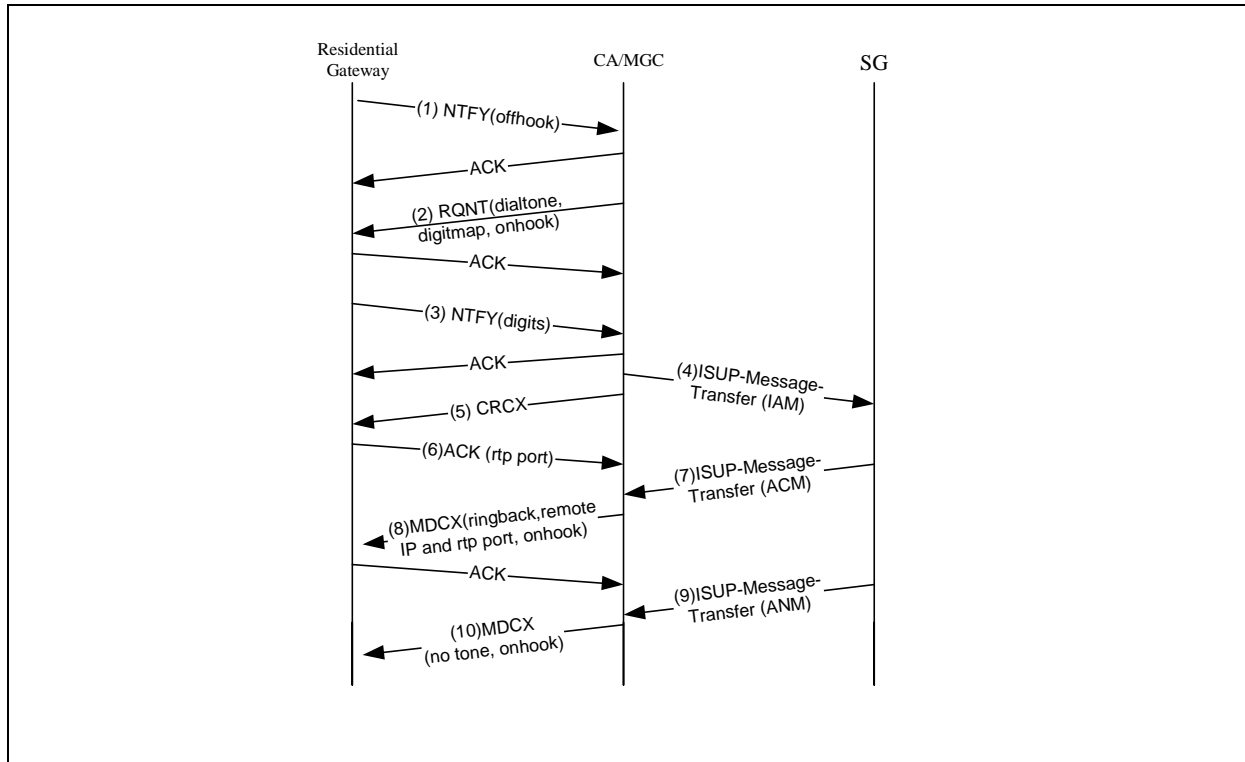 Residential
Gateway
CA/MGC
SG
(1) NTFY(offhook)
ACK
(2) RQNT(dialtone,
digitmap, onhook)
ACK
(3) NTFY(digits)
ACK
(4)ISUP-Message-
Transfer (IAM)
(5) CRCX
(6)ACK (rtp port)
(7)ISUP-Message-
Transfer (ACM)
(8)MDCX(ringback,remote
IP and rtp port, onhook)
ACK
(9)ISUP-Message-
Transfer (ANM)
(10)MDCX
(no tone, onhook)